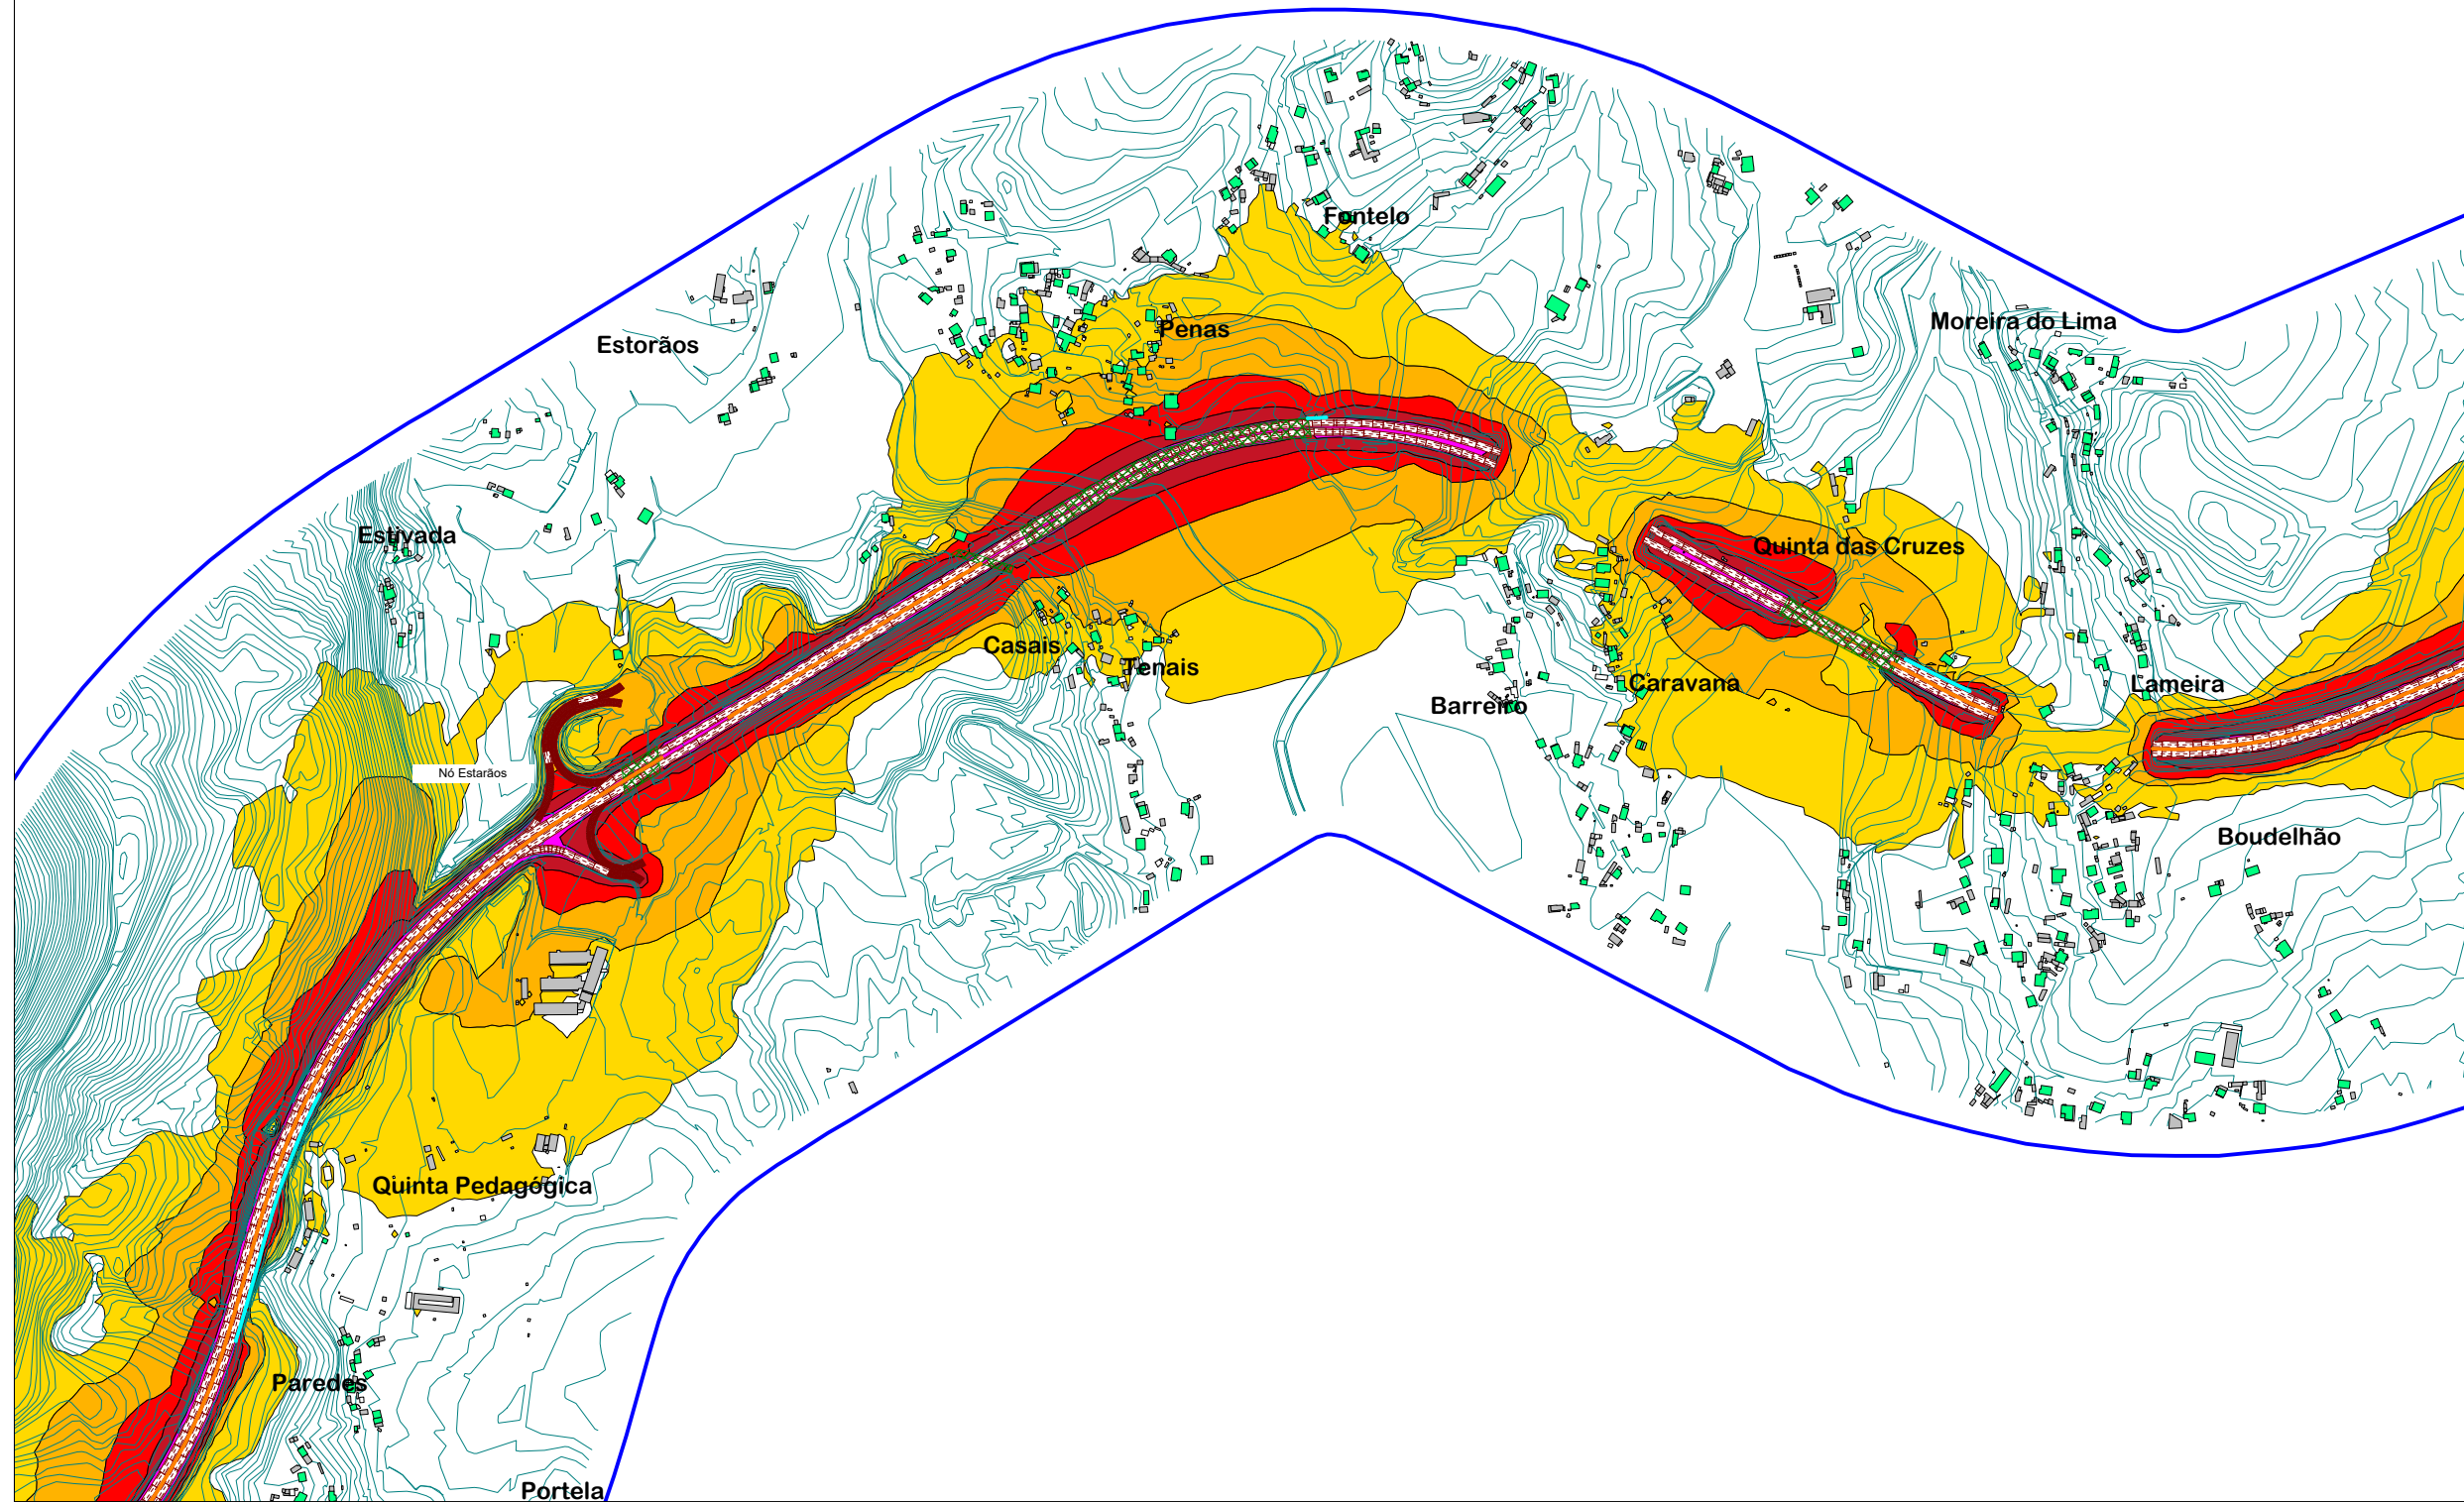 Fontelo
Moreira do Lima
Penas
Estorãos
Estivada
Quinta das Cruzes
Casais
Tenais
Caravana
Lameira
Barreiro
Nó Estarãos
Boudelhão
Quinta Pedagógica
Paredes
Portela